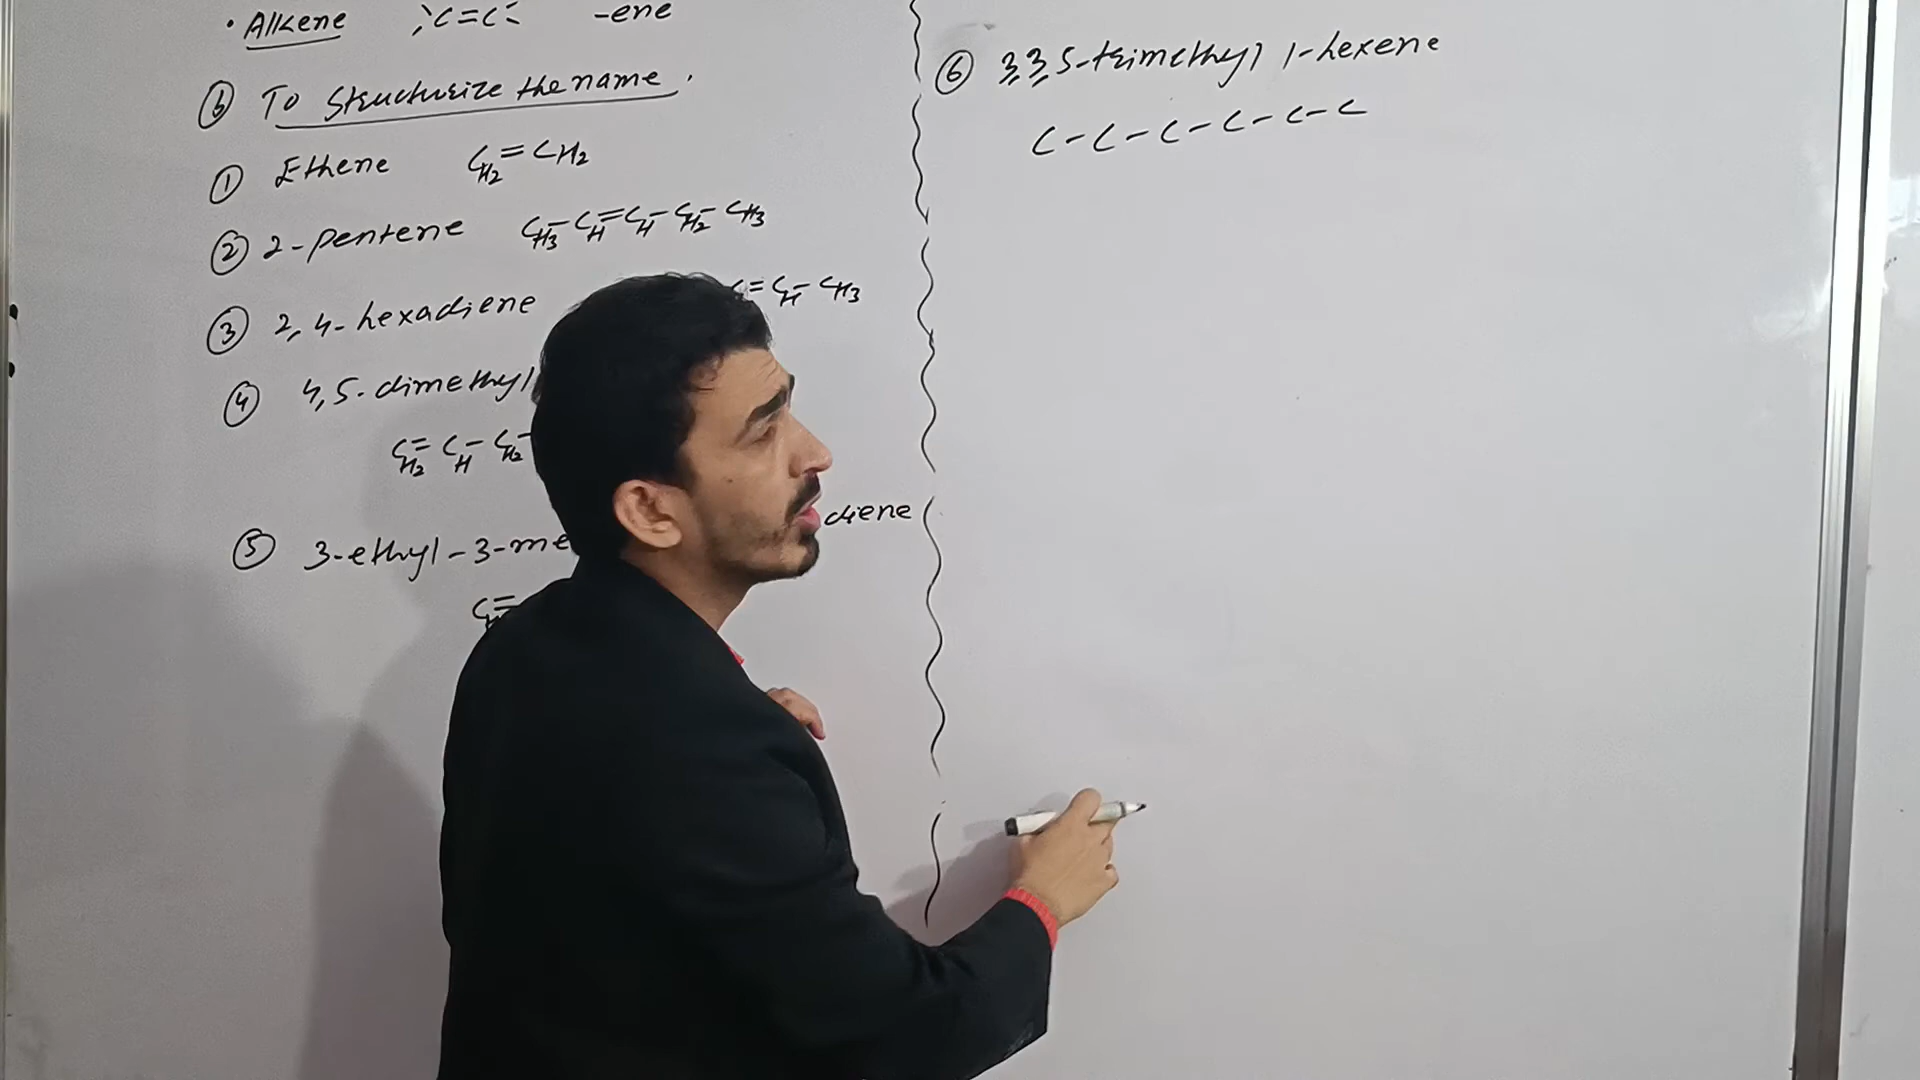 · Alkene >C=C< -ene
(b) To Structurize the name.
① Ethene CH2=CH2
② 2-pentene CH3-CH=CH-CH2-CH3
③ 2,4-hexadiene =CH-CH3
④ 4,5-dimethyl
CH2=CH-CH2-
⑤ 3-ethyl-3-me diene
C=
⑥ 3,3,5-trimethyl 1-hexene
C-C-C-C-C-C